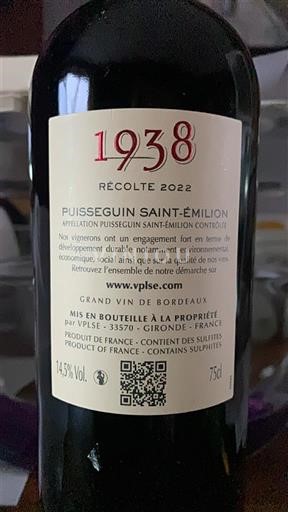 1938
RÉCOLTE 2022
PUISSEGUIN SAINT-ÉMILION
APPELLATION PUISSEGUIN SAINT-ÉMILION CONTRÔLÉE
Nos vignerons ont un engagement fort en terme de
développement durable notamment environnemental,
économique, social ainsi que sur la qualité de nos vins.
Retrouvez l'ensemble de notre démarche sur
www.vplse.com
GRAND VIN DE BORDEAUX
MIS EN BOUTEILLE À LA PROPRIÉTÉ
par VPLSE - 33570 - GIRONDE - FRANCE
PRODUIT DE FRANCE - CONTIENT DES SULFITES
PRODUCT OF FRANCE - CONTAINS SULPHITES
14,5% Vol.
75cl